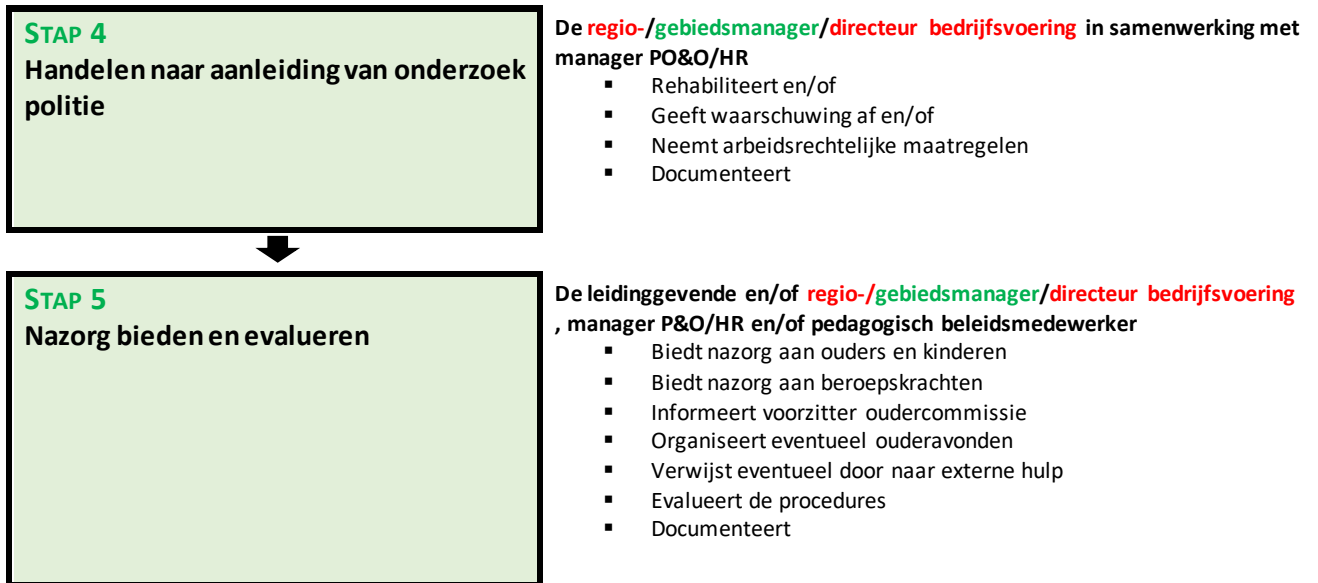 STAP 4
Handelen naar aanleiding van onderzoek
politie
De regio-/gebiedsmanager/directeur bedrijfsvoering in samenwerking met
manager PO&O/HR
▪ Rehabiliteert en/of
▪ Geeft waarschuwing af en/of
▪ Neemt arbeidsrechtelijke maatregelen
▪ Documenteert
STAP 5
Nazorg bieden en evalueren
De leidinggevende en/of regio-/gebiedsmanager/directeur bedrijfsvoering
, manager P&O/HR en/of pedagogisch beleidsmedewerker
▪ Biedt nazorg aan ouders en kinderen
▪ Biedt nazorg aan beroepskrachten
▪ Informeert voorzitter oudercommissie
▪ Organiseert eventueel ouderavonden
▪ Verwijst eventueel door naar externe hulp
▪ Evalueert de procedures
▪ Documenteert